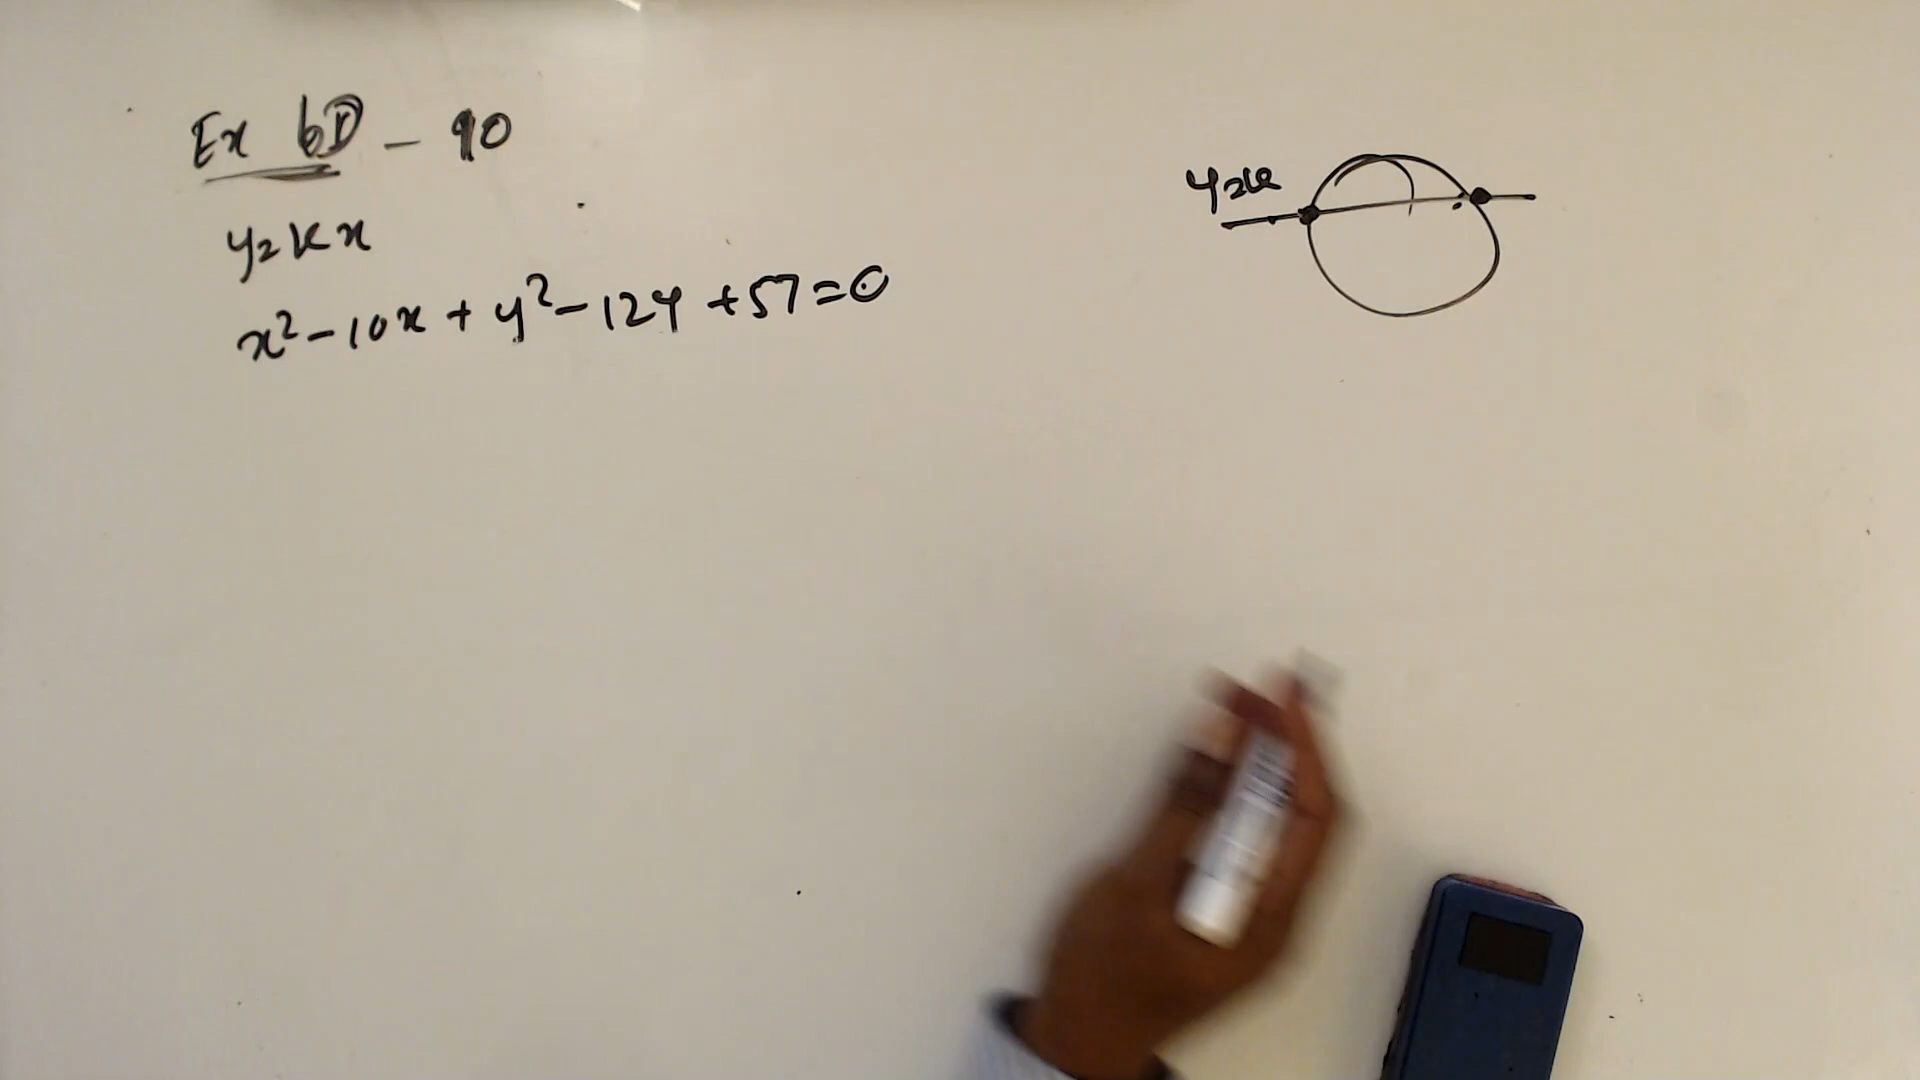 Ex 6D - 10
y=kx
x²-10x + y²-12y +57=0
y=kx